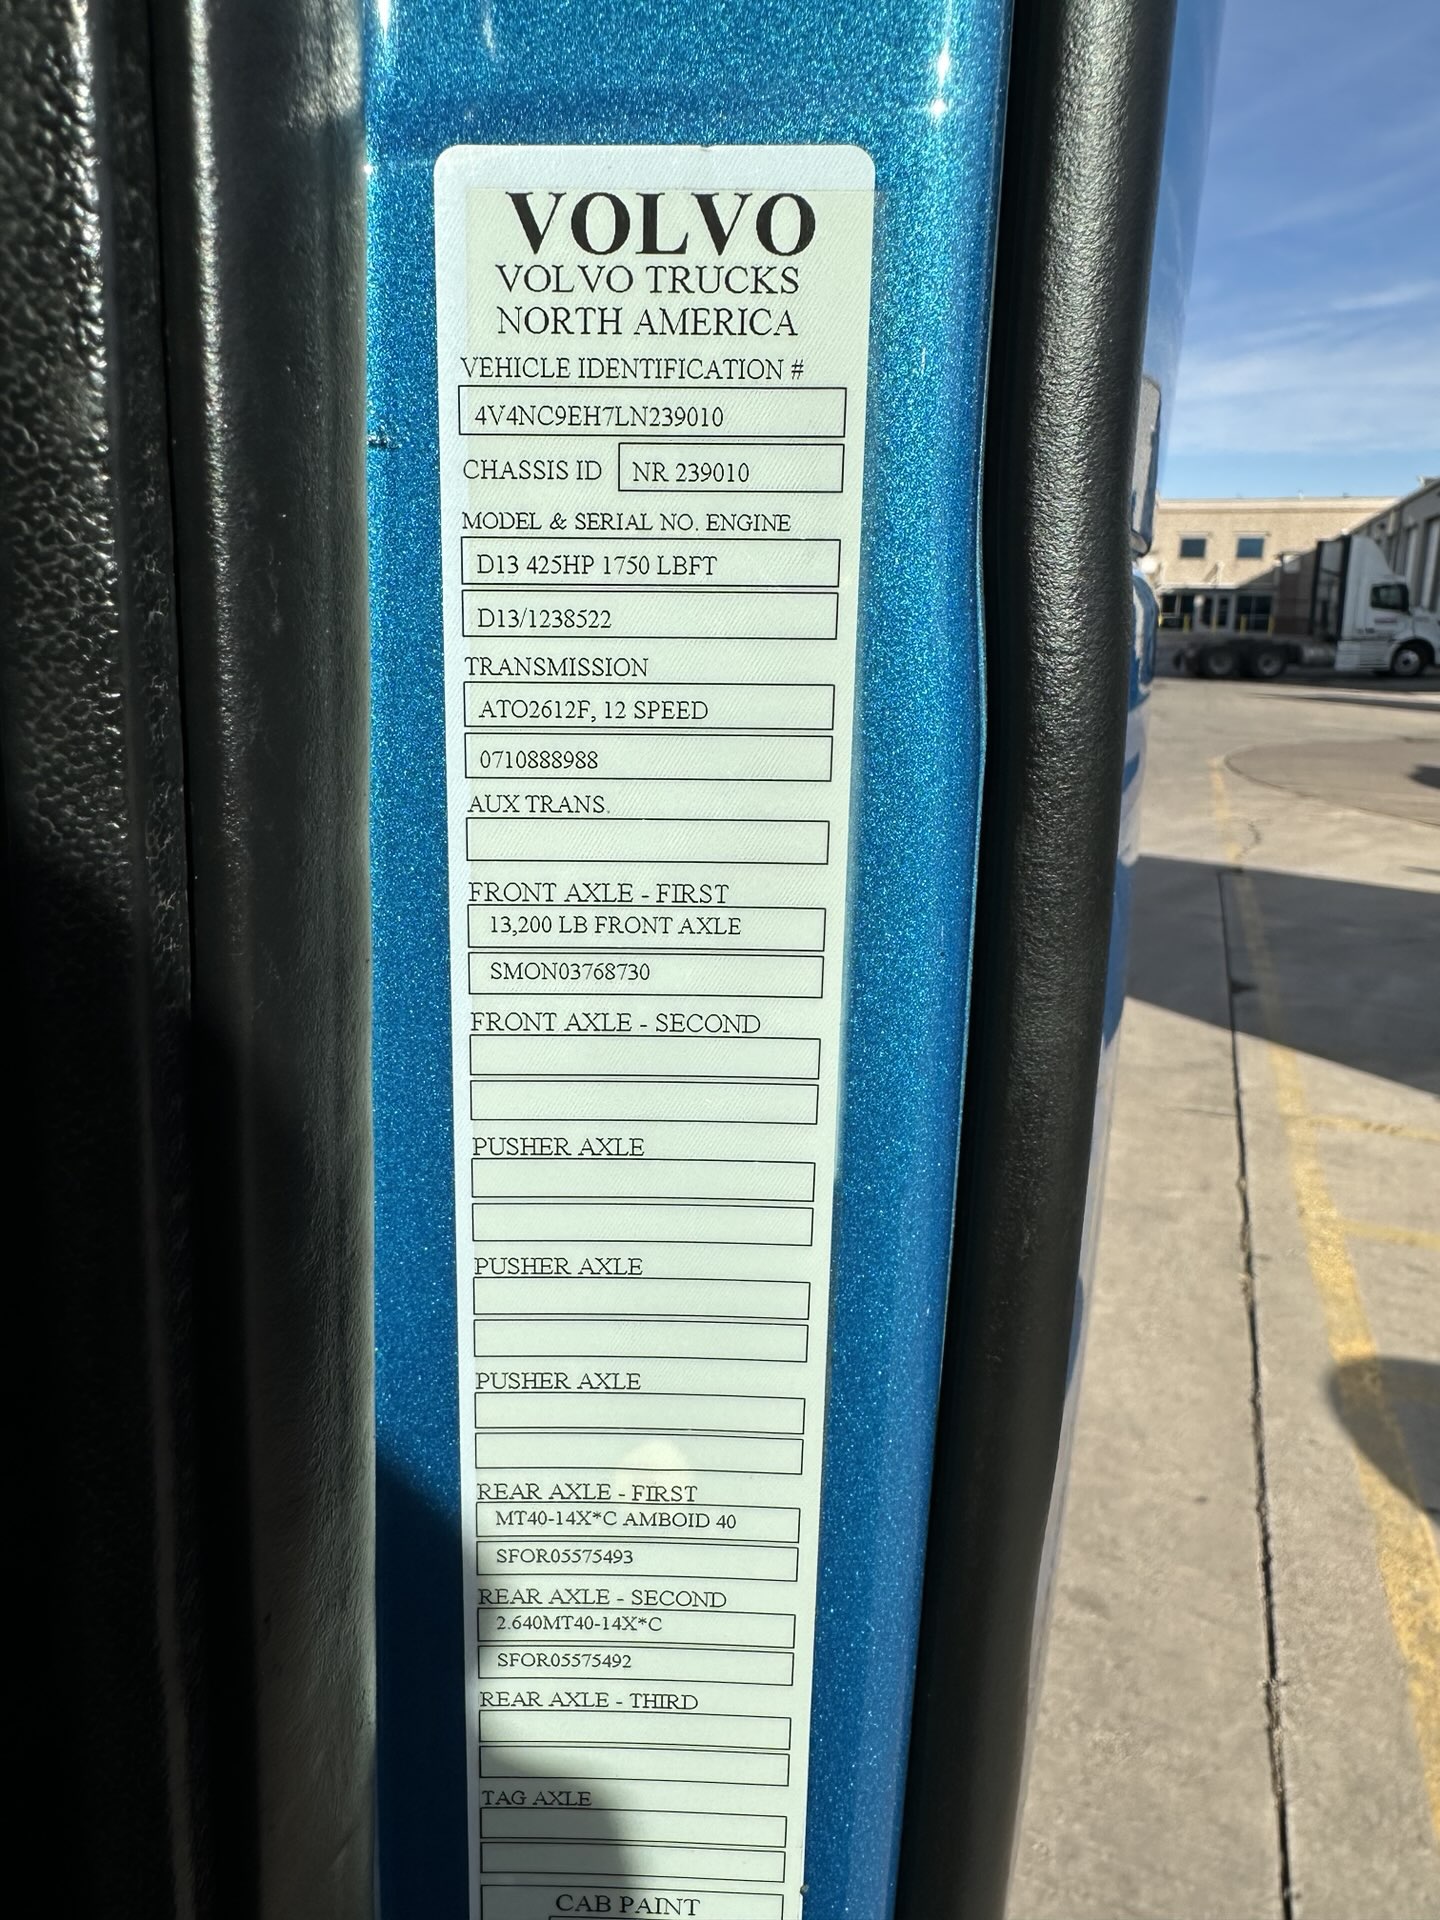 VOLVO
VOLVO TRUCKS
NORTH AMERICA
VEHICLE IDENTIFICATION #
4V4NC9EH7LN239010
CHASSIS ID NR 239010
MODEL & SERIAL NO. ENGINE
D13 425HP 1750 LBFT
D13/1238522
TRANSMISSION
ATO2612F, 12 SPEED
0710888988
AUX TRANS.
FRONT AXLE - FIRST
13,200 LB FRONT AXLE
SMON03768730
FRONT AXLE - SECOND
PUSHER AXLE
PUSHER AXLE
PUSHER AXLE
REAR AXLE - FIRST
MT40-14X*C AMBOID 40
SFOR05575493
REAR AXLE - SECOND
2.640MT40-14X*C
SFOR05575492
REAR AXLE - THIRD
TAG AXLE
CAB PAINT